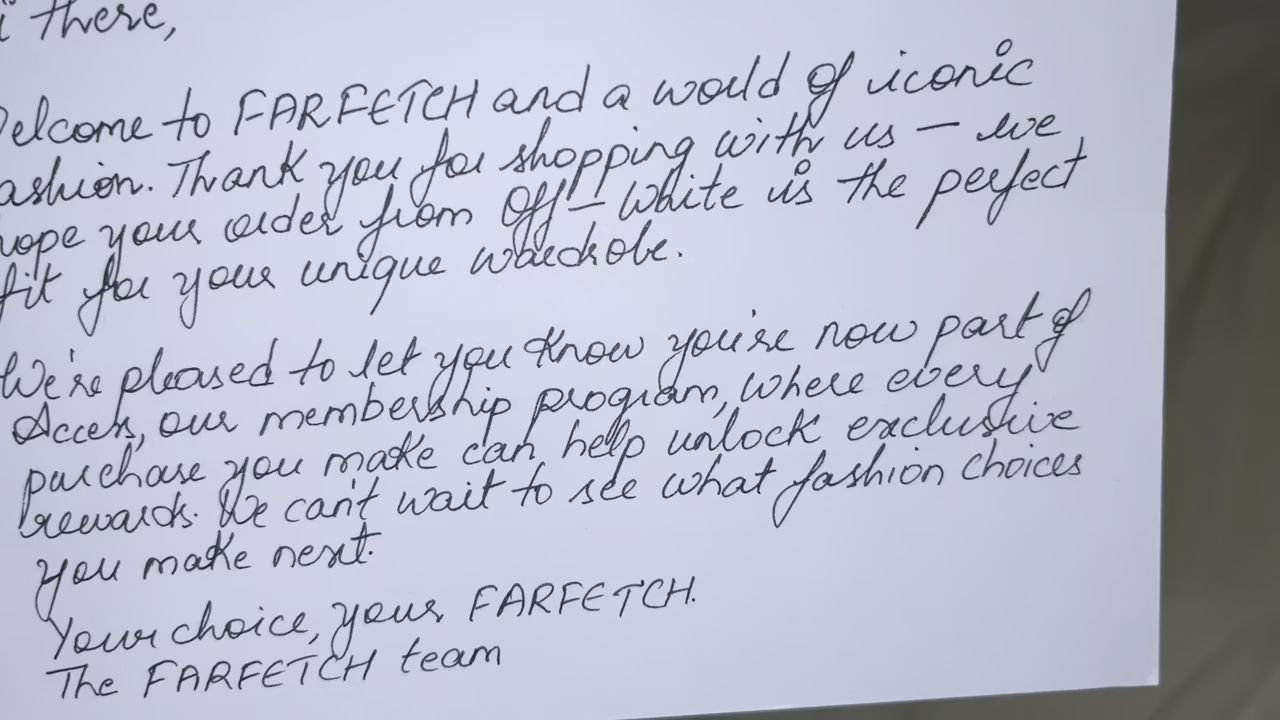 i there,
elcome to FARFETCH and a world of iconic
ashion. Thank you for shopping with us – we
hope your order from Off-White is the perfect
fit for your unique wardrobe.
We're pleased to let you know you're now part of
Access, our membership program, where every
purchase you make can help unlock exclusive
rewards. We can't wait to see what fashion choices
you make next.
Your choice, your FARFETCH.
The FARFETCH team